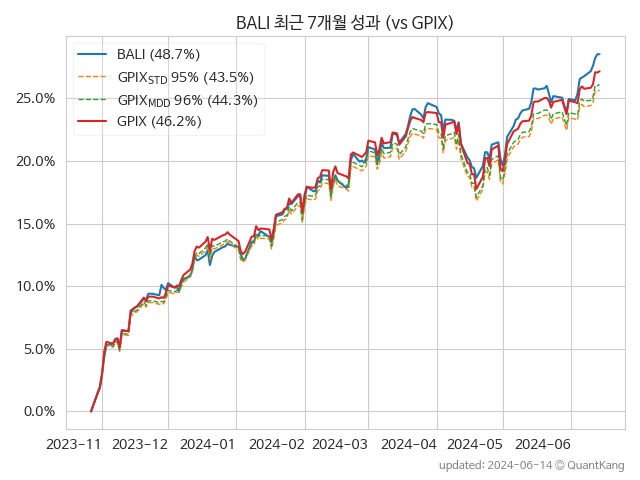 BALI 최근 7개월 성과 (vs GPIX)
BALI (48.7%)
GPIXSTD 95% (43.5%)
GPIXMDD 96% (44.3%)
GPIX (46.2%)
25.0%
20.0%
15.0%
10.0%
5.0%
0.0%
2023-11 2023-12 2024-01 2024-02 2024-03 2024-04 2024-05 2024-06
updated: 2024-06-14 © QuantKang